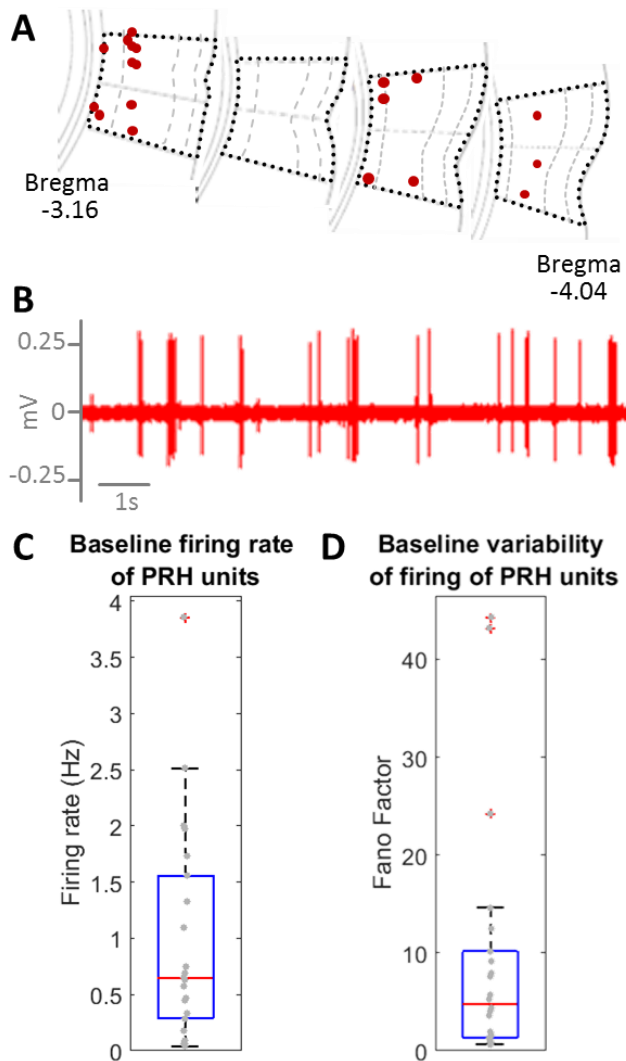 A
Bregma
-3.16
Bregma
-4.04
B
0.25
0
-0.25
mV
1s
C
Baseline firing rate
of PRH units
4
3.5
3
2.5
2
1.5
1
0.5
0
Firing rate (Hz)
D
Baseline variability
of firing of PRH units
40
30
20
10
0
Fano Factor